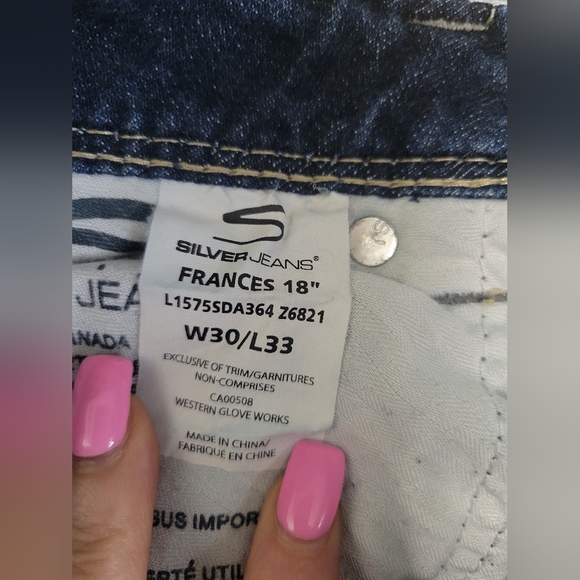 SILVER JEANS®
FRANCES 18"
L1575SDA364 Z6821
W30/L33
EXCLUSIVE OF TRIM/GARNITURES
NON-COMPRISES
CA00508
WESTERN GLOVE WORKS
MADE IN CHINA/
FABRIQUÉ EN CHINE
JEA
ANADA
BUS IMPOR
ERTÉ UTIL